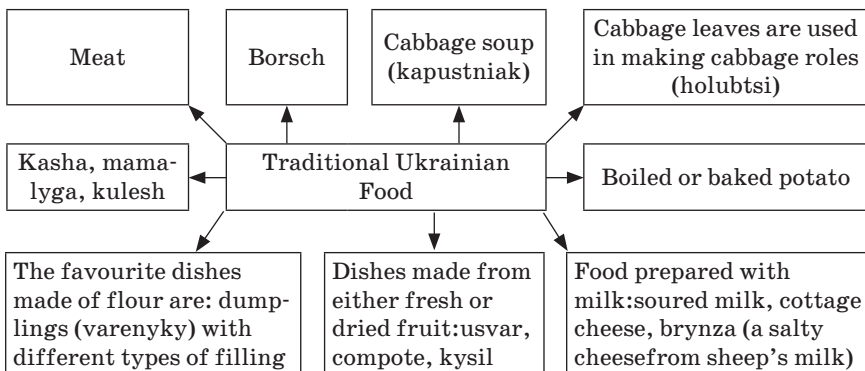 Meat
Borsch
Cabbage soup
(kapustniak)
Cabbage leaves are used
in making cabbage roles
(holubtsi)
Kasha, mama-
lyga, kulesh
Traditional Ukrainian
Food
Boiled or baked potato
The favourite dishes
made of flour are: dump-
lings (varenyky) with
different types of filling
Dishes made from
either fresh or
dried fruit:usvar,
compote, kysil
Food prepared with
milk:soured milk, cottage
cheese, brynza (a salty
cheesefrom sheep's milk)